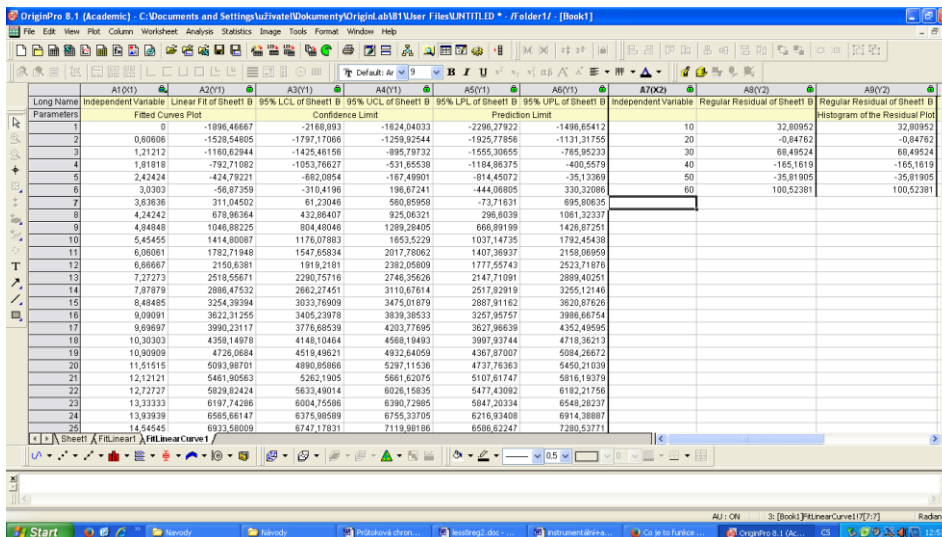 OriginPro 8.1 (Academic) - C:\Documents and Settings\uživatel\Dokumenty\OriginLab\81\User Files\UNTITLED * - /Folder1/ - [Book1]
File Edit View Plot Column Worksheet Analysis Statistics Image Tools Format Window Help
Default: Ar 9 B I U
A1(X1) A2(Y1) A3(Y1) A4(Y1) A5(Y1) A6(Y1) A7(X2) A8(Y2) A9(Y2)
Long Name Independent Variable Linear Fit of Sheet1 B 95% LCL of Sheet1 B 95% UCL of Sheet1 B 95% LPL of Sheet1 B 95% UPL of Sheet1 B Independent Variable Regular Residual of Sheet1 B Regular Residual of Sheet1 B
Parameters Fitted Curves Plot Confidence Limit Prediction Limit Histogram of the Residual Plot
1 0 -1896,46667 -2168,893 -1624,04033 -2296,27922 -1496,65412 10 32,80952 32,80952
2 0,60606 -1528,54805 -1797,17066 -1259,92544 -1925,77856 -1131,31755 20 -0,84762 -0,84762
3 1,21212 -1160,62944 -1425,46156 -895,79732 -1555,30655 -765,95233 30 68,49524 68,49524
4 1,81818 -792,71082 -1053,76627 -531,65538 -1184,86375 -400,5579 40 -165,1619 -165,1619
5 2,42424 -424,79221 -682,0854 -167,49901 -814,45072 -35,13369 50 -35,81905 -35,81905
6 3,0303 -56,87359 -310,4196 196,67241 -444,06805 330,32086 60 100,52381 100,52381
7 3,63636 311,04502 61,23046 560,85958 -73,71631 695,80635
8 4,24242 678,96364 432,86407 925,06321 296,6039 1061,32337
9 4,84848 1046,88225 804,48046 1289,28405 666,89199 1426,87251
10 5,45455 1414,80087 1176,07883 1653,5229 1037,14735 1792,45438
11 6,06061 1782,71948 1547,65834 2017,78062 1407,36937 2158,06959
12 6,66667 2150,6381 1919,2181 2382,05809 1777,55743 2523,71876
13 7,27273 2518,55671 2290,75716 2746,35626 2147,71091 2889,40251
14 7,87879 2886,47532 2662,27451 3110,67614 2517,82919 3255,12146
15 8,48485 3254,39394 3033,76909 3475,01879 2887,91162 3620,87626
16 9,09091 3622,31255 3405,23978 3839,38533 3257,95757 3986,66754
17 9,69697 3990,23117 3776,68539 4203,77695 3627,96639 4352,49595
18 10,30303 4358,14978 4148,10464 4568,19493 3997,93744 4718,36213
19 10,90909 4726,0684 4519,49621 4932,64059 4367,87007 5084,26672
20 11,51515 5093,98701 4890,85866 5297,11536 4737,76363 5450,21039
21 12,12121 5461,90563 5262,1905 5661,62075 5107,61747 5816,19379
22 12,72727 5829,82424 5633,49014 6026,15835 5477,43092 6182,21756
23 13,33333 6197,74286 6004,75586 6390,72985 5847,20334 6548,28237
24 13,93939 6565,66147 6375,98589 6755,33705 6216,93408 6914,38887
25 14,54545 6933,58009 6747,17831 7119,98186 6586,62247 7280,53771
Sheet1 FitLinear1 FitLinearCurve1
0,5 0
AU : ON 3: [Book1]FitLinearCurve1!7[7:7] Radian
Start Navody Návody Průtoková chron... lessBreg2.doc - ... instrumentální+a... Co je to funkce ... OriginPro 8.1 (Ac... CS